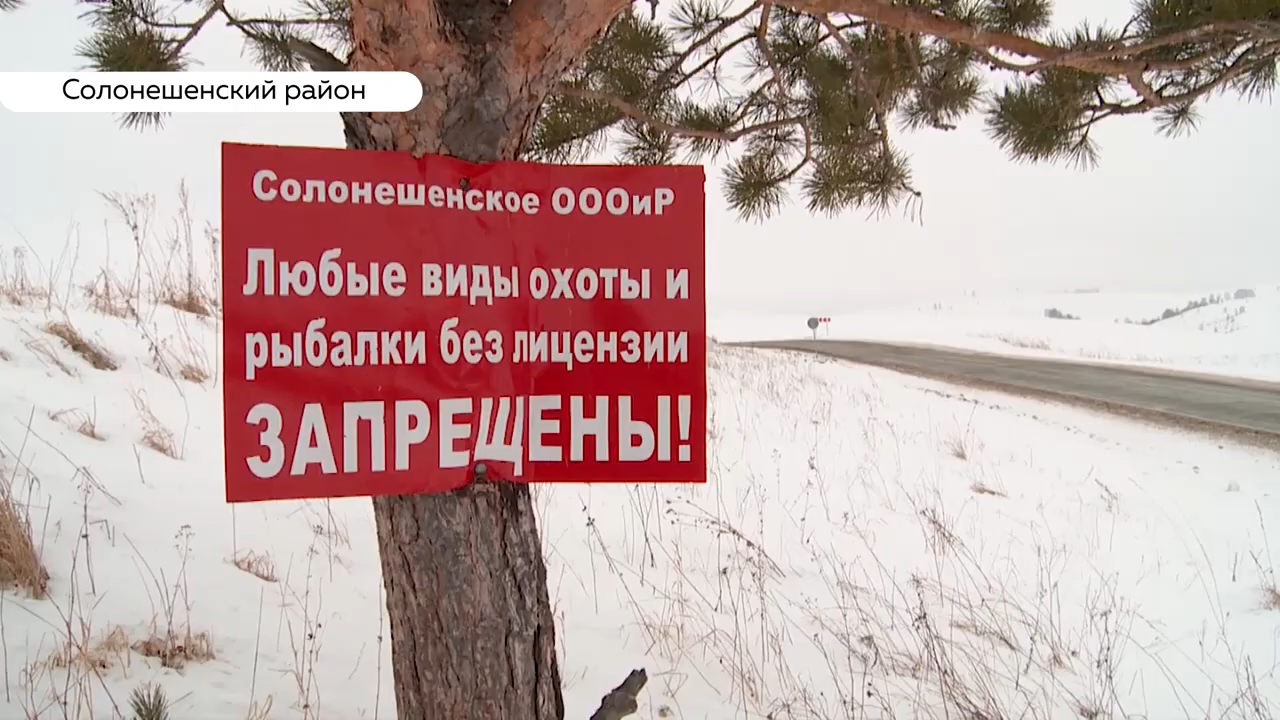 Солонешенский район
Солонешенское ОООиР
Любые виды охоты и
рыбалки без лицензии
ЗАПРЕЩЕНЫ!